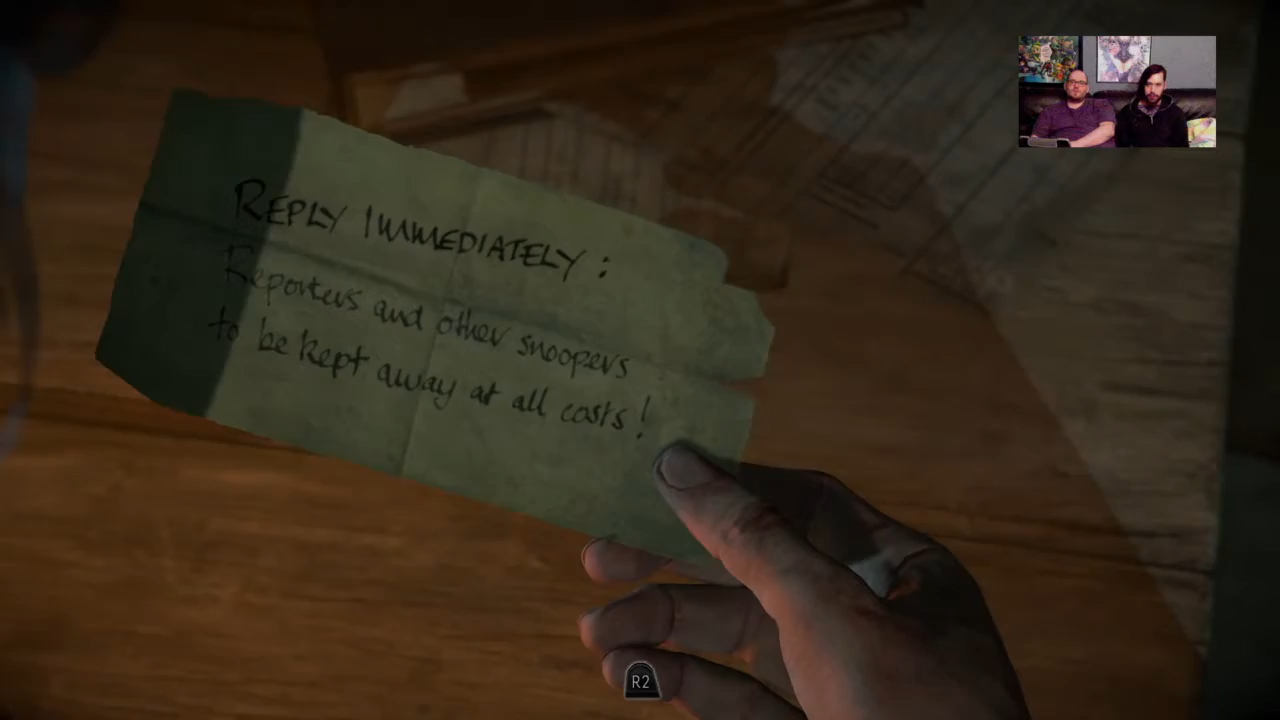 REPLY IMMEDIATELY :
Reporters and other snoopers
to be kept away at all costs!
R2